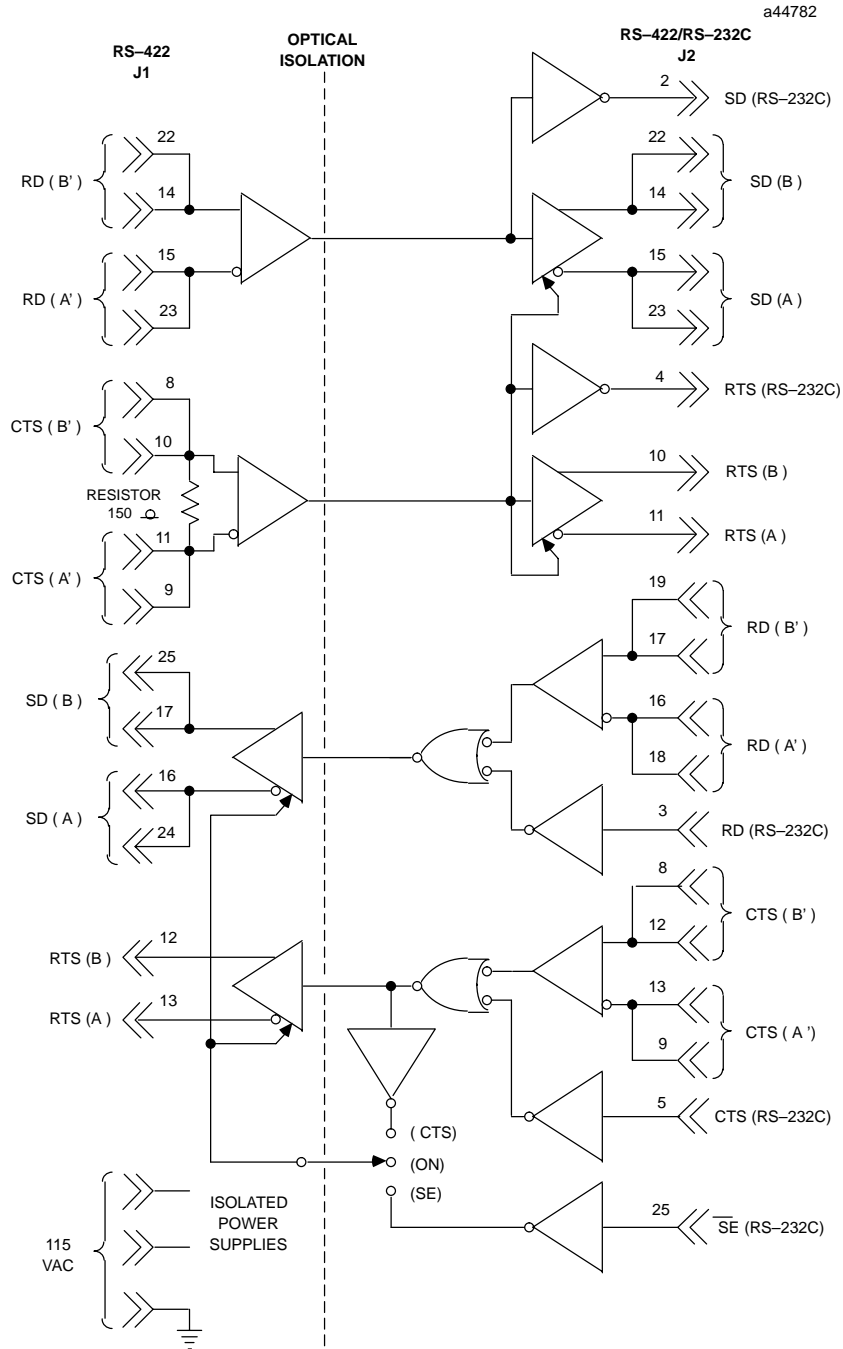 a44782
RS–422
J1
OPTICAL
ISOLATION
RS–422/RS–232C
J2
2
SD (RS–232C)
22
RD ( B' )
14
22
SD (B )
14
15
RD ( A' )
23
15
SD (A )
23
8
CTS ( B' )
10
RESISTOR
150
11
CTS ( A' )
9
4
RTS (RS–232C)
10
RTS (B )
11
RTS (A )
25
SD ( B )
17
16
SD ( A )
24
19
RD ( B' )
17
16
RD ( A' )
18
3
RD (RS–232C)
12
RTS (B )
13
RTS (A )
8
CTS ( B' )
12
13
CTS ( A' )
9
5
CTS (RS–232C)
( CTS)
(ON)
(SE)
25
SE (RS–232C)
115
VAC
ISOLATED
POWER
SUPPLIES